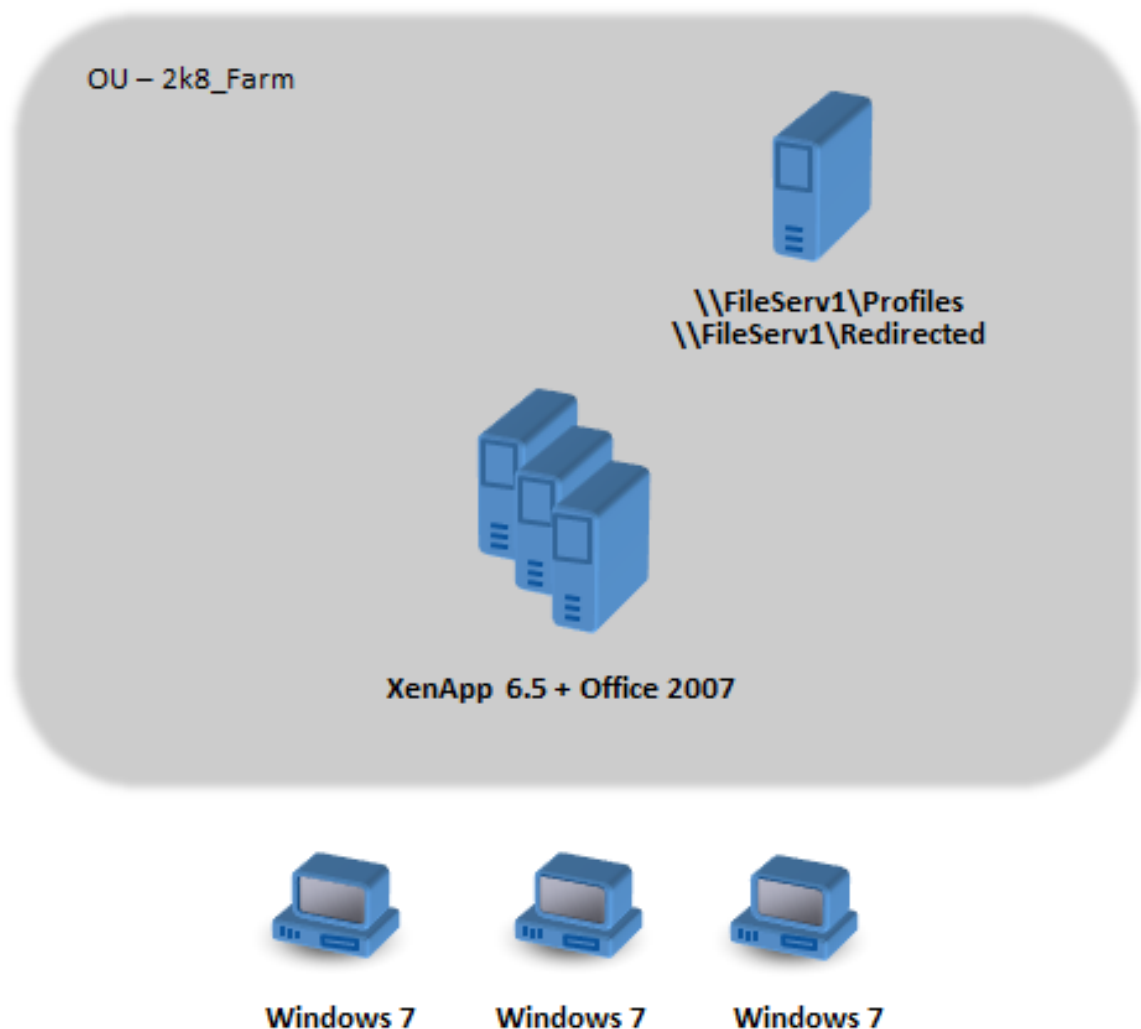 OU – 2k8_Farm
\\FileServ1\Profiles
\\FileServ1\Redirected
XenApp 6.5 + Office 2007
Windows 7
Windows 7
Windows 7